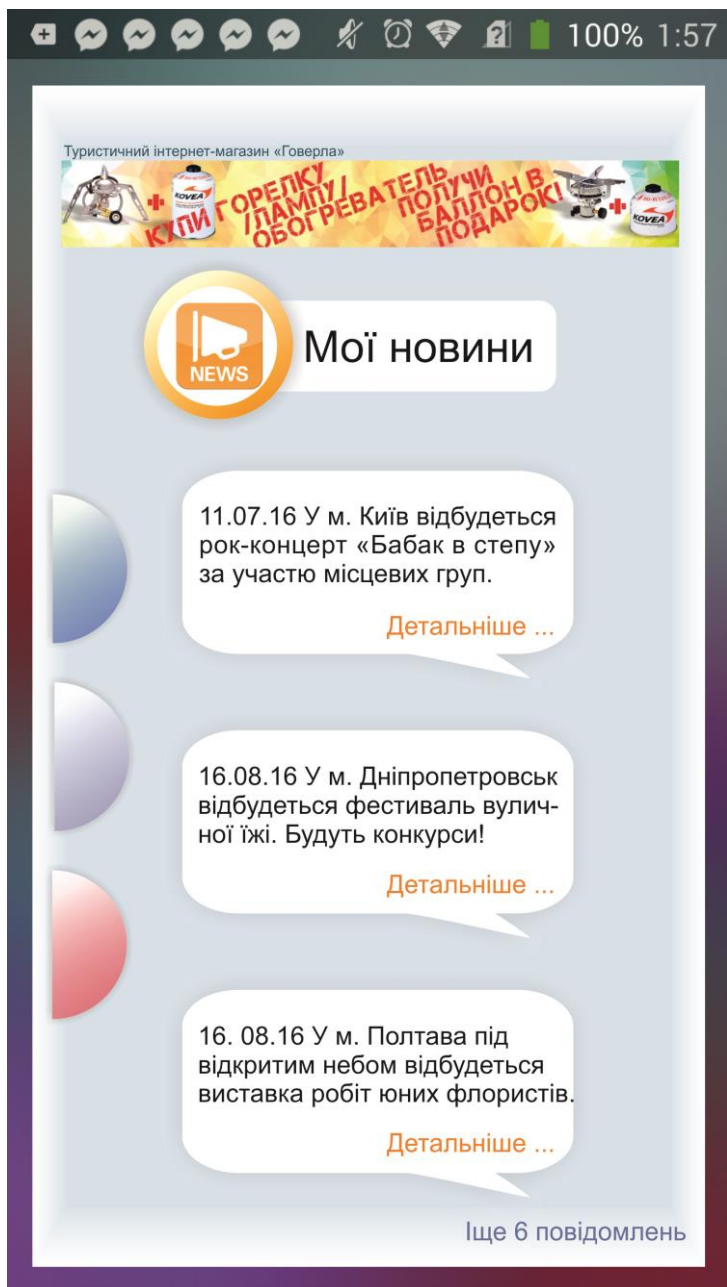 100% 1:57
Туристичний інтернет-магазин «Говерла»
КУПИ ГОРЕЛКУ
/ЛАМПУ/
ОБОГРЕВАТЕЛЬ
ПОЛУЧИ
БАЛЛОН В
ПОДАРОК!
KOVEA
KOVEA
NEWS
Мої новини
11.07.16 У м. Київ відбудеться
рок-концерт «Бабак в степу»
за участю місцевих груп.
Детальніше ...
16.08.16 У м. Дніпропетровськ
відбудеться фестиваль вулич-
ної їжі. Будуть конкурси!
Детальніше ...
16. 08.16 У м. Полтава під
відкритим небом відбудеться
виставка робіт юних флористів.
Детальніше ...
Іще 6 повідомлень